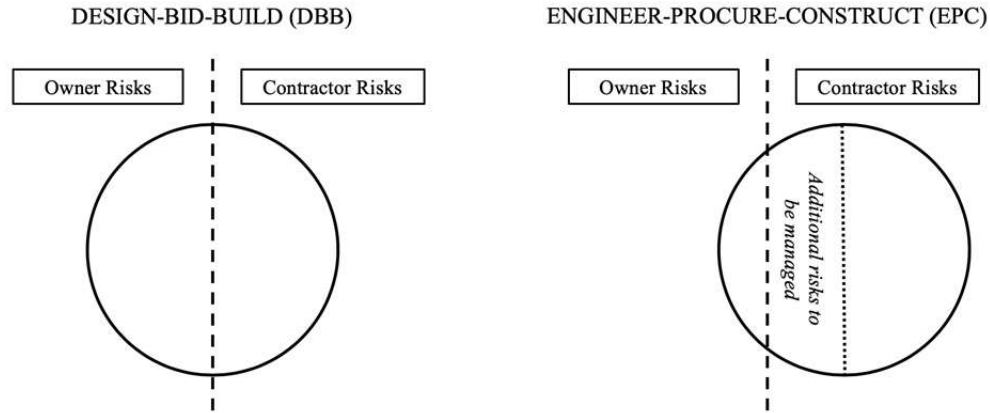 DESIGN-BID-BUILD (DBB)
Owner Risks
Contractor Risks
ENGINEER-PROCURE-CONSTRUCT (EPC)
Owner Risks
Contractor Risks
Additional risks to
be managed